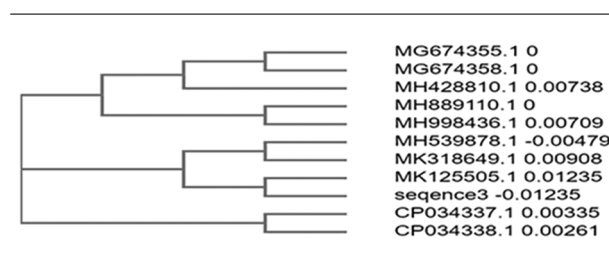 MG674355.1 0
MG674358.1 0
MH428810.1 0.00738
MH889110.1 0
MH998436.1 0.00709
MH539878.1 -0.00479
MK318649.1 0.00908
MK125505.1 0.01235
seqence3 -0.01235
CP034337.1 0.00335
CP034338.1 0.00261